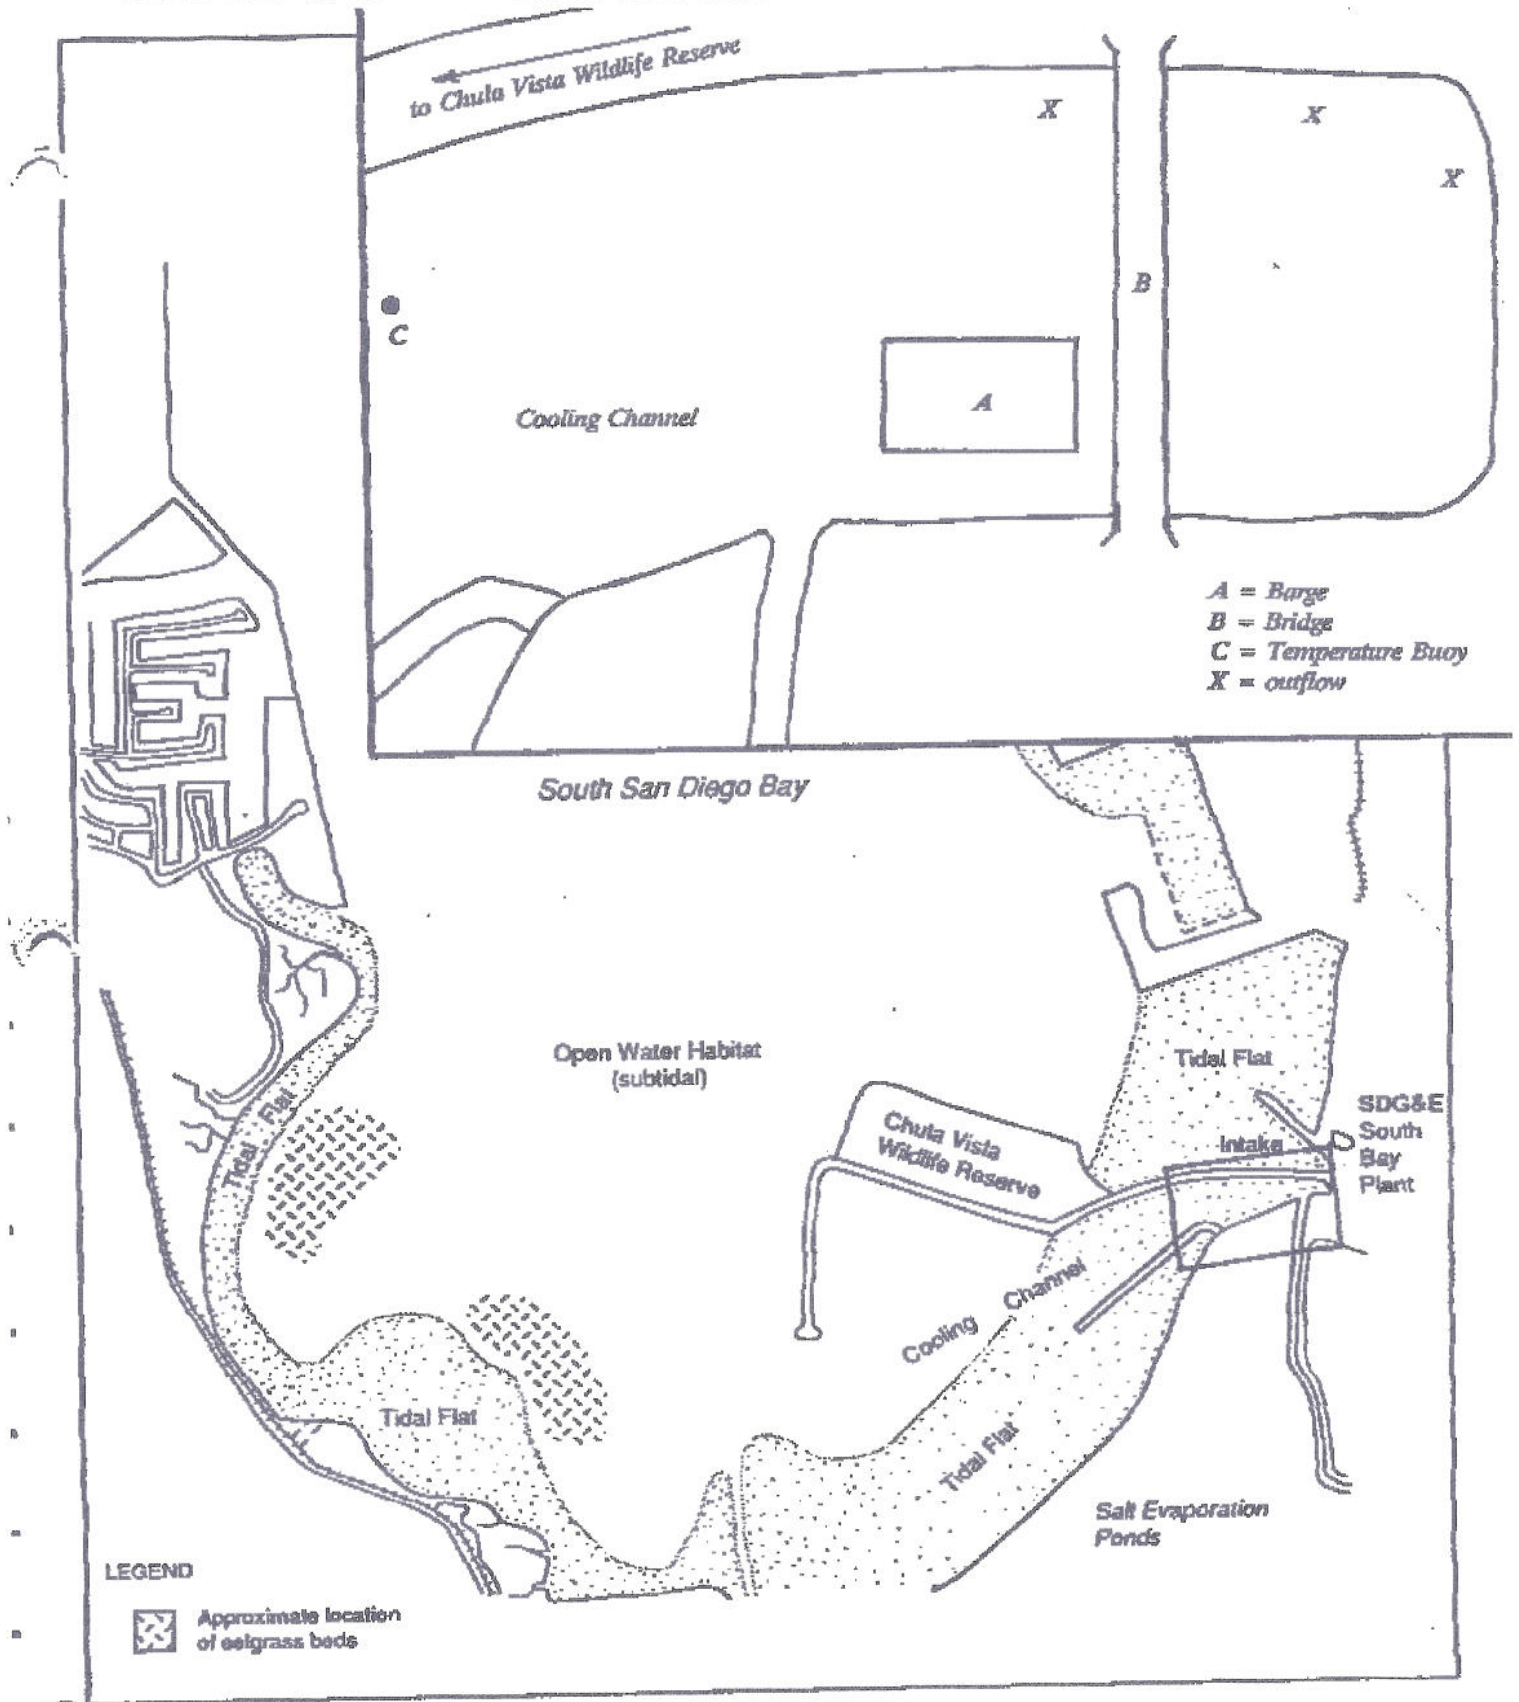 to Chula Vista Wildlife Reserve
X
X
X
B
C
A
Cooling Channel
A = Barge
B = Bridge
C = Temperature Buoy
X = outflow
South San Diego Bay
Open Water Habitat
(subtidal)
Tidal Flat
Tidal Flat
Chula Vista
Wildlife Reserve
Intake
SDG&E
South
Bay
Plant
Cooling Channel
Tidal Flat
Tidal Flat
Salt Evaporation
Ponds
LEGEND
Approximate location
of eelgrass beds